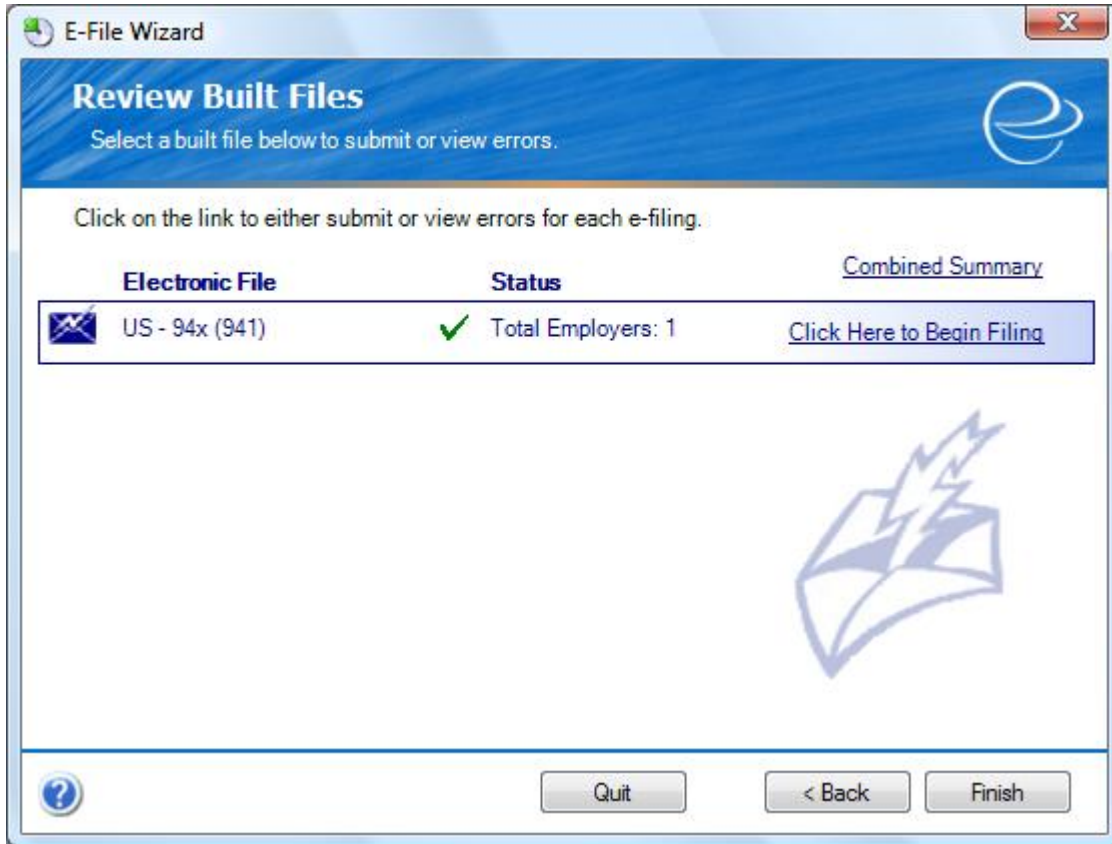 E-File Wizard
Review Built Files
Select a built file below to submit or view errors.
Click on the link to either submit or view errors for each e-filing.
Electronic File Status Combined Summary
US - 94x (941) Total Employers: 1 Click Here to Begin Filing
Quit < Back Finish